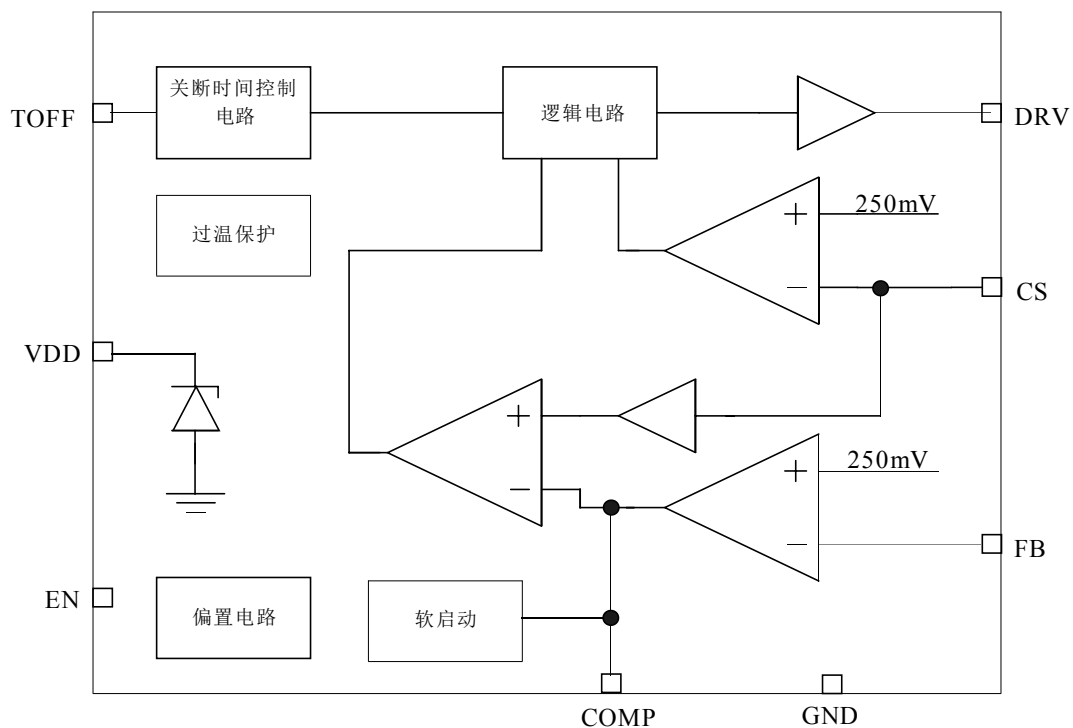 关断时间控制
电路
TOFF
逻辑电路
DRV
250mV
+
过温保护
−
CS
VDD
+
250mV
+
−
−
FB
EN
偏置电路
软启动
COMP
GND